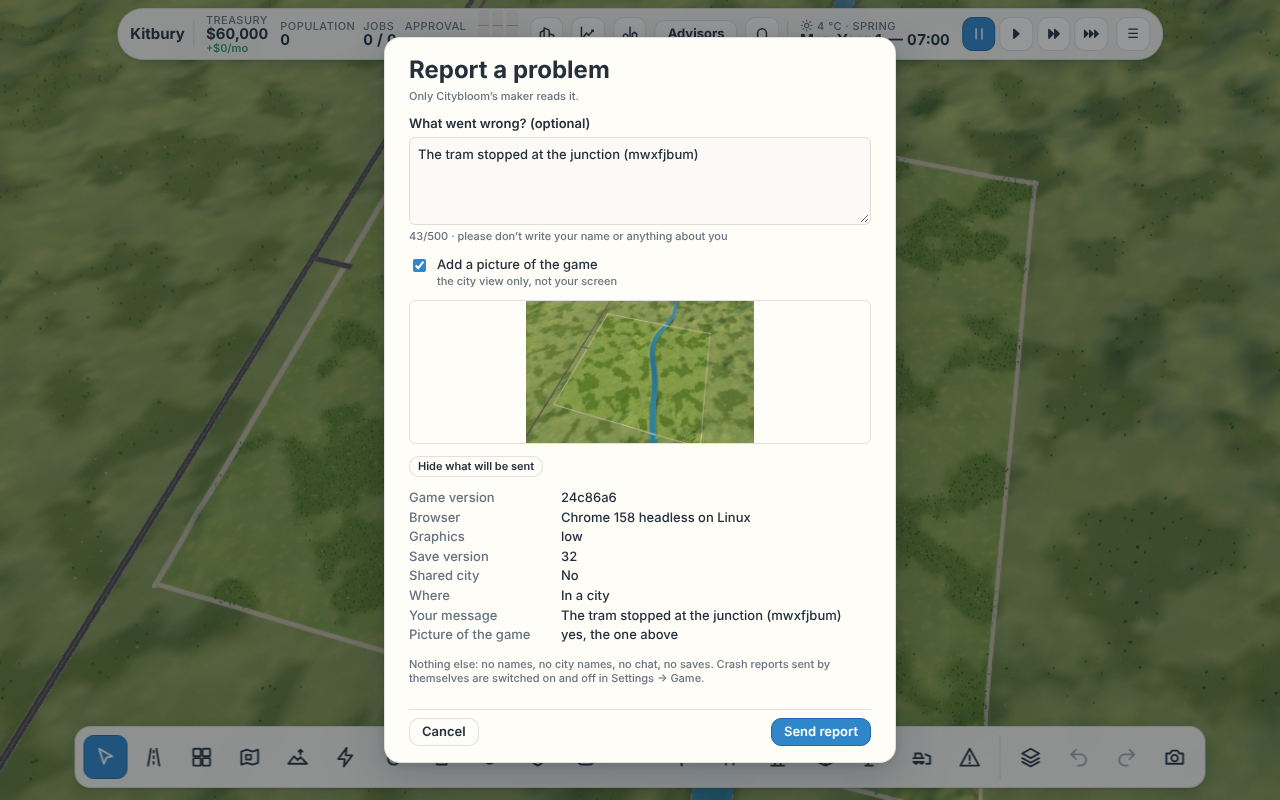 Kitbury
TREASURY
$60,000
+$0/mo
POPULATION
0
JOBS
0 / 0
APPROVAL
Advisors
4 °C · SPRING
07:00
Report a problem
Only Citybloom's maker reads it.
What went wrong? (optional)
The tram stopped at the junction (mwxfjbum)
43/500 · please don't write your name or anything about you
Add a picture of the game
the city view only, not your screen
Hide what will be sent
Game version 24c86a6
Browser Chrome 158 headless on Linux
Graphics low
Save version 32
Shared city No
Where In a city
Your message The tram stopped at the junction (mwxfjbum)
Picture of the game yes, the one above
Nothing else: no names, no city names, no chat, no saves. Crash reports sent by
themselves are switched on and off in Settings → Game.
Cancel
Send report